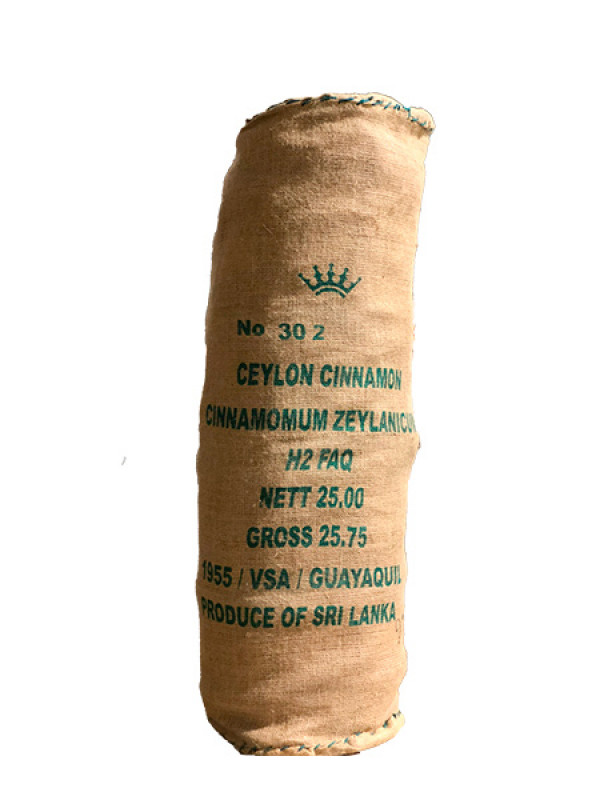 No 30 2
CEYLON CINNAMON
CINNAMOMUM ZEYLANICU
H2 FAQ
NETT 25.00
GROSS 25.75
1955 / VSA / GUAYAQUIL
PRODUCE OF SRI LANKA